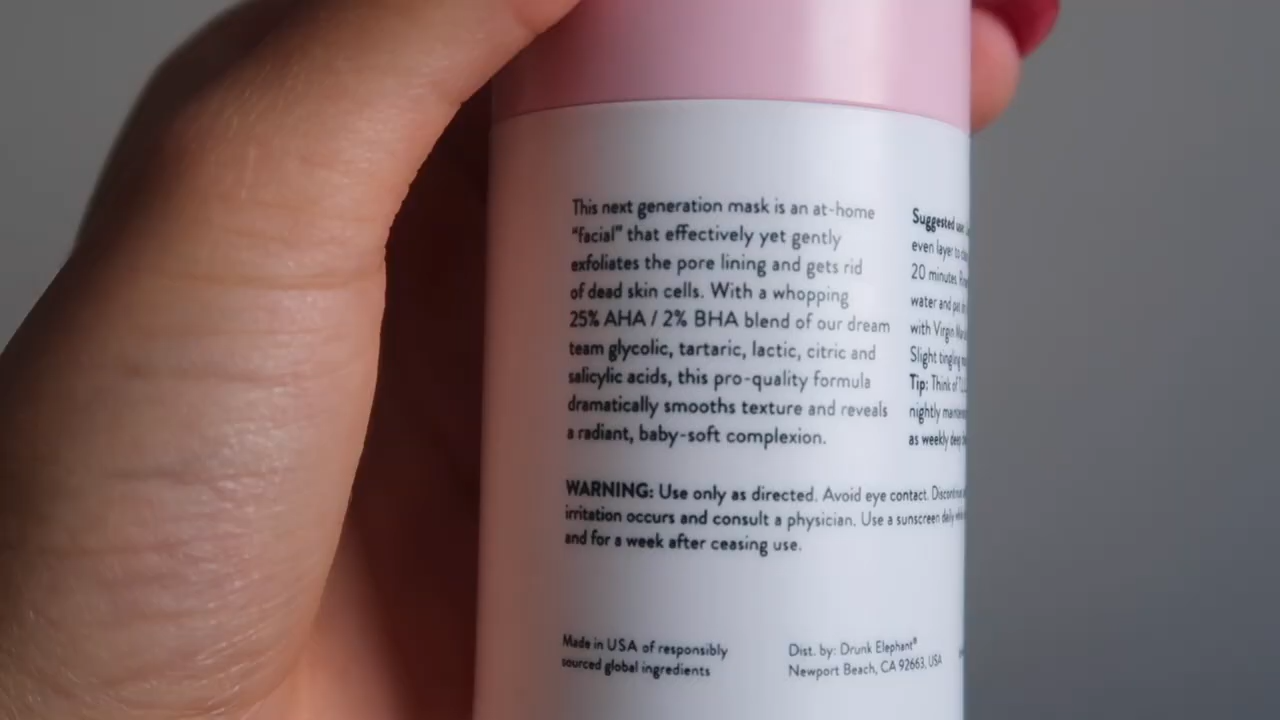 This next generation mask is an at-home
“facial” that effectively yet gently
exfoliates the pore lining and gets rid
of dead skin cells. With a whopping
25% AHA / 2% BHA blend of our dream
team glycolic, tartaric, lactic, citric and
salicylic acids, this pro-quality formula
dramatically smooths texture and reveals
a radiant, baby-soft complexion.
Suggested use:
even layer to
20 minutes.
water and pat
with Virgin
Slight tingling
Tip: Think of
nightly
as weekly
WARNING: Use only as directed. Avoid eye contact.
irritation occurs and consult a physician. Use a sunscreen daily
and for a week after ceasing use.
Made in USA of responsibly
sourced global ingredients
Dist. by: Drunk Elephant®
Newport Beach, CA 92663, USA